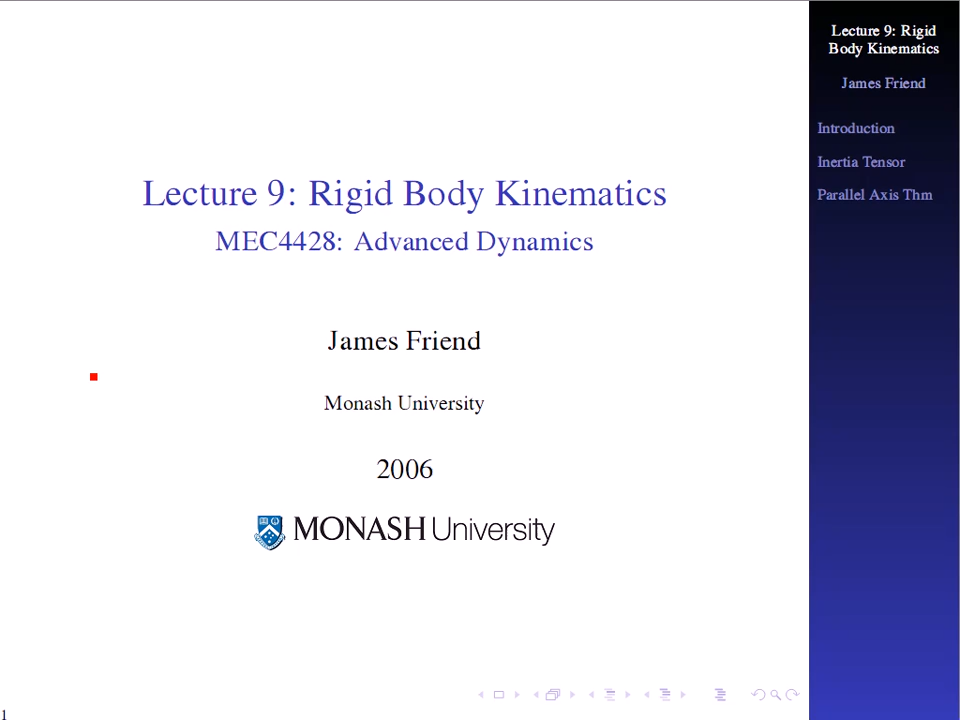 Lecture 9: Rigid Body Kinematics
MEC4428: Advanced Dynamics
James Friend
Monash University
2006
MONASH University
Lecture 9: Rigid
Body Kinematics
James Friend
Introduction
Inertia Tensor
Parallel Axis Thm
1